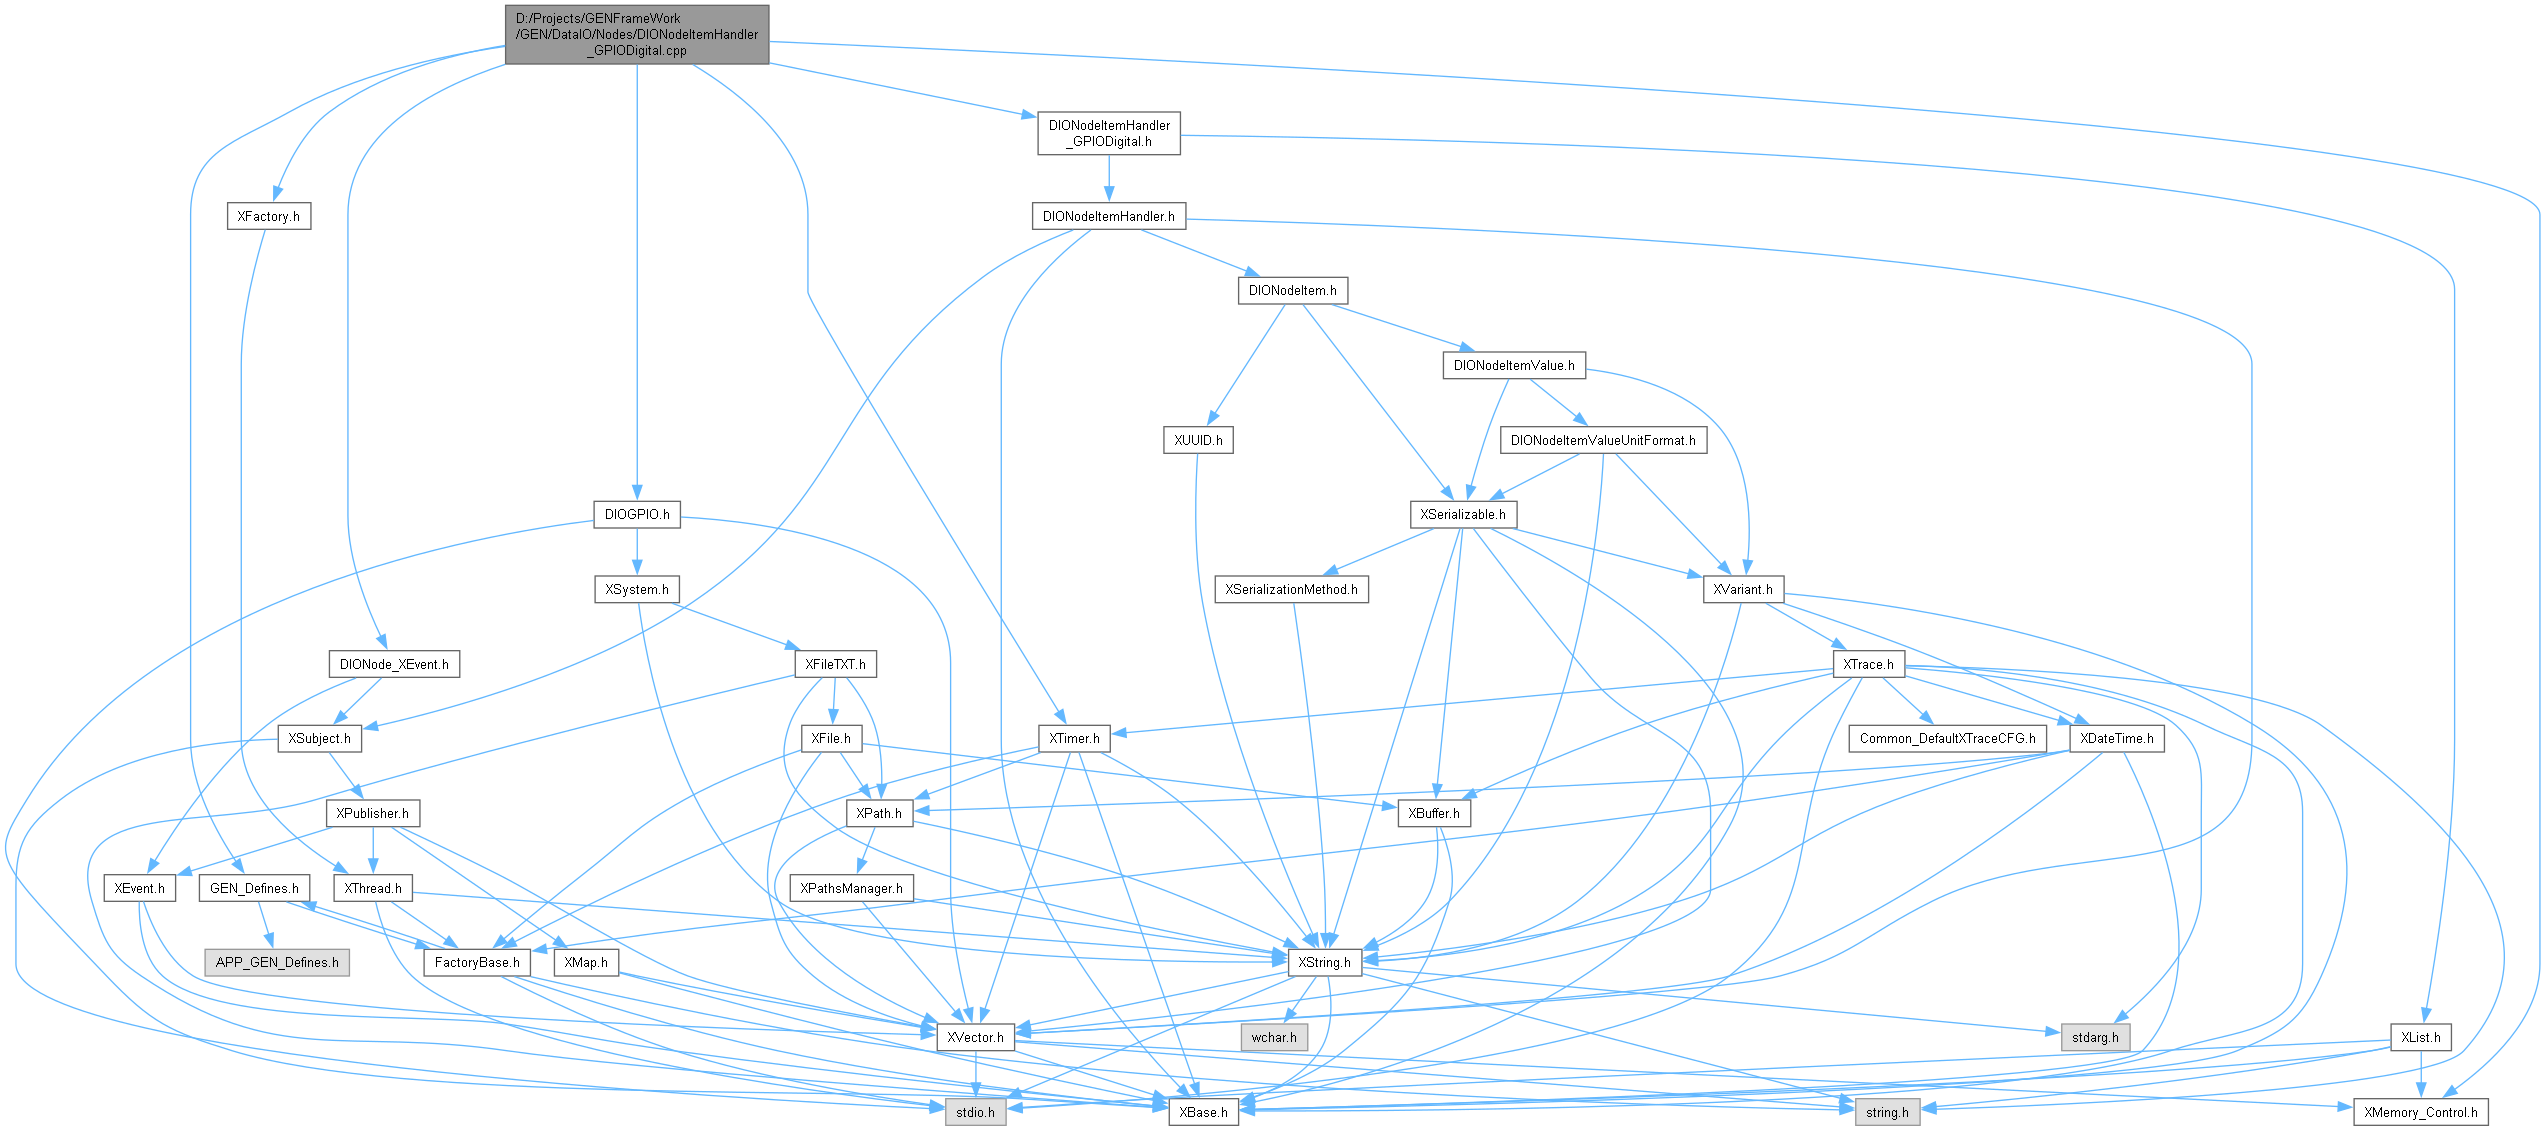 D:/Projects/GENFrameWork
/GEN/DataIO/Nodes/DIONodeItemHandler
_GPIODigital.cpp
DIONodeItemHandler
_GPIODigital.h
XFactory.h
DIONodeItemHandler.h
DIONodeItem.h
DIONodeItemValue.h
XUUID.h
DIONodeItemValueUnitFormat.h
DIOGPIO.h
XSerializable.h
XSystem.h
XSerializationMethod.h
XVariant.h
DIONode_XEvent.h
XFileTXT.h
XTrace.h
XSubject.h
XFile.h
XTimer.h
Common_DefaultXTraceCFG.h
XDateTime.h
XPublisher.h
XPath.h
XBuffer.h
XEvent.h
GEN_Defines.h
XThread.h
XPathsManager.h
APP_GEN_Defines.h
FactoryBase.h
XMap.h
XString.h
XVector.h
wchar.h
stdarg.h
XList.h
stdio.h
XBase.h
string.h
XMemory_Control.h